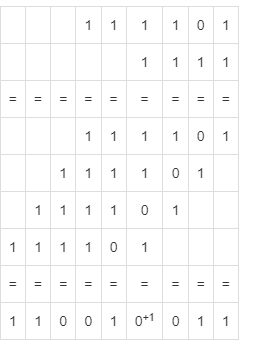 1 1 1 1 0 1
1 1 1 1
= = = = = = = = =
1 1 1 1 0 1
1 1 1 1 0 1
1 1 1 1 0 1
1 1 1 1 0 1
= = = = = = = = =
1 1 0 0 1 0⁺¹ 0 1 1